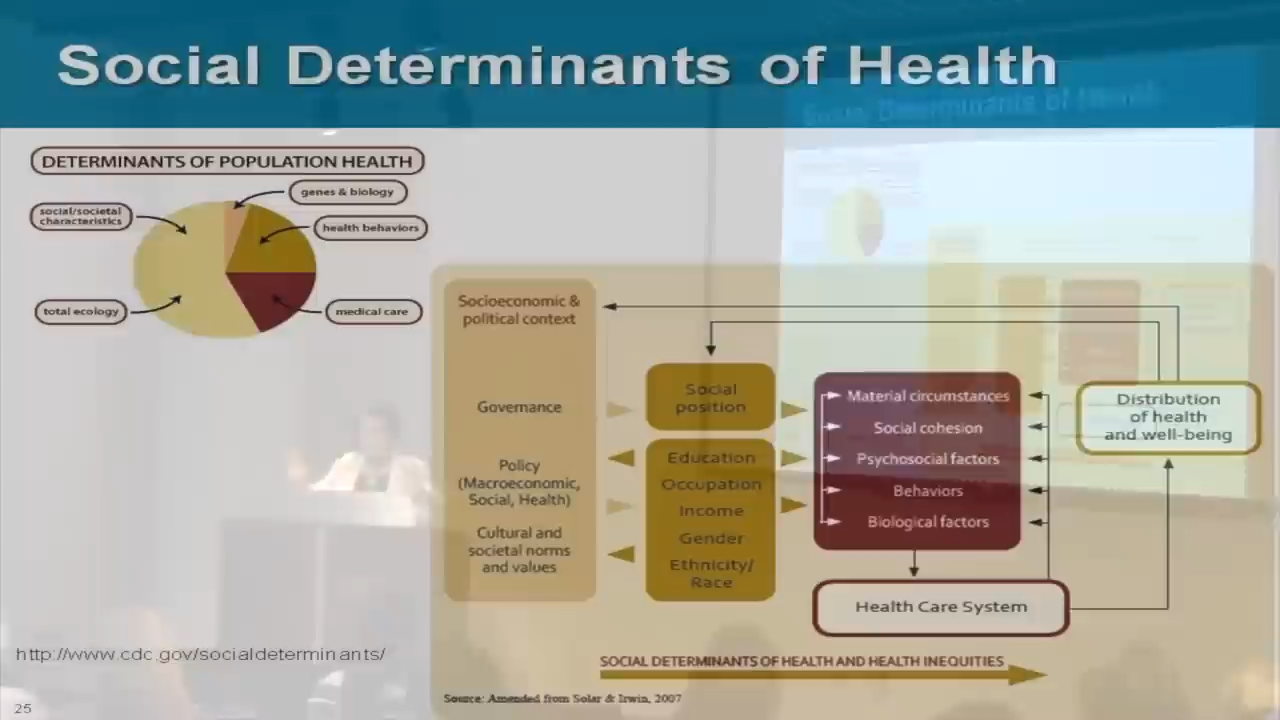 Social Determinants of Health
DETERMINANTS OF POPULATION HEALTH
genes & biology
social/societal
characteristics
health behaviors
total ecology
medical care
Socioeconomic &
political context
Governance
Policy
(Macroeconomic,
Social, Health)
Cultural and
societal norms
and values
Social
position
Education
Occupation
Income
Gender
Ethnicity/
Race
Material circumstances
Social cohesion
Psychosocial factors
Behaviors
Biological factors
Distribution
of health
and well-being
Health Care System
SOCIAL DETERMINANTS OF HEALTH AND HEALTH INEQUITIES
Source: Amended from Solar & Irwin, 2007
http://www.cdc.gov/socialdeterminants/
25
Social Determinants of Health